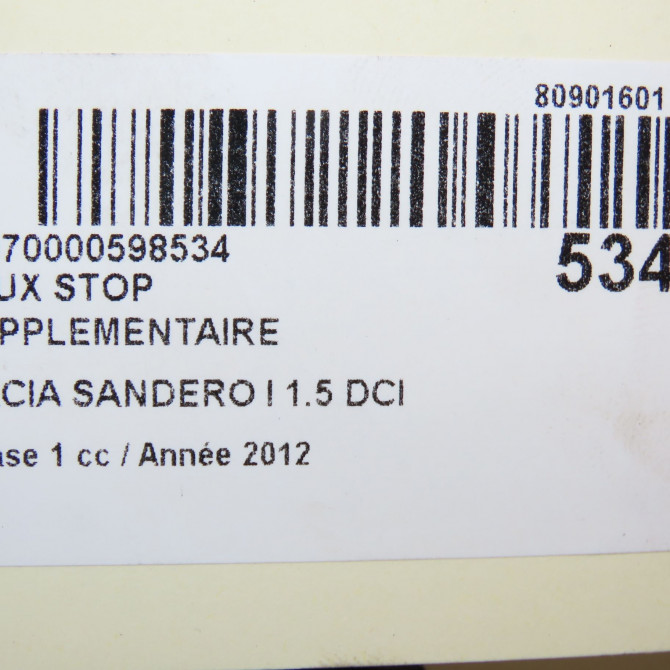 80901601
70000598534
534
UX STOP
PPLEMENTAIRE
CIA SANDERO I 1.5 DCI
ase 1 cc / Année 2012